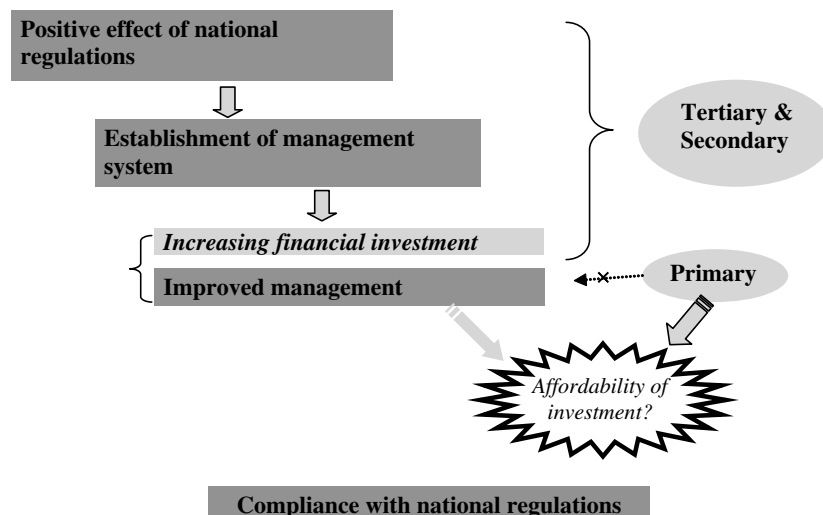 Positive effect of national
regulations
Tertiary &
Secondary
Establishment of management
system
Increasing financial investment
Primary
Improved management
Affordability of
investment?
Compliance with national regulations